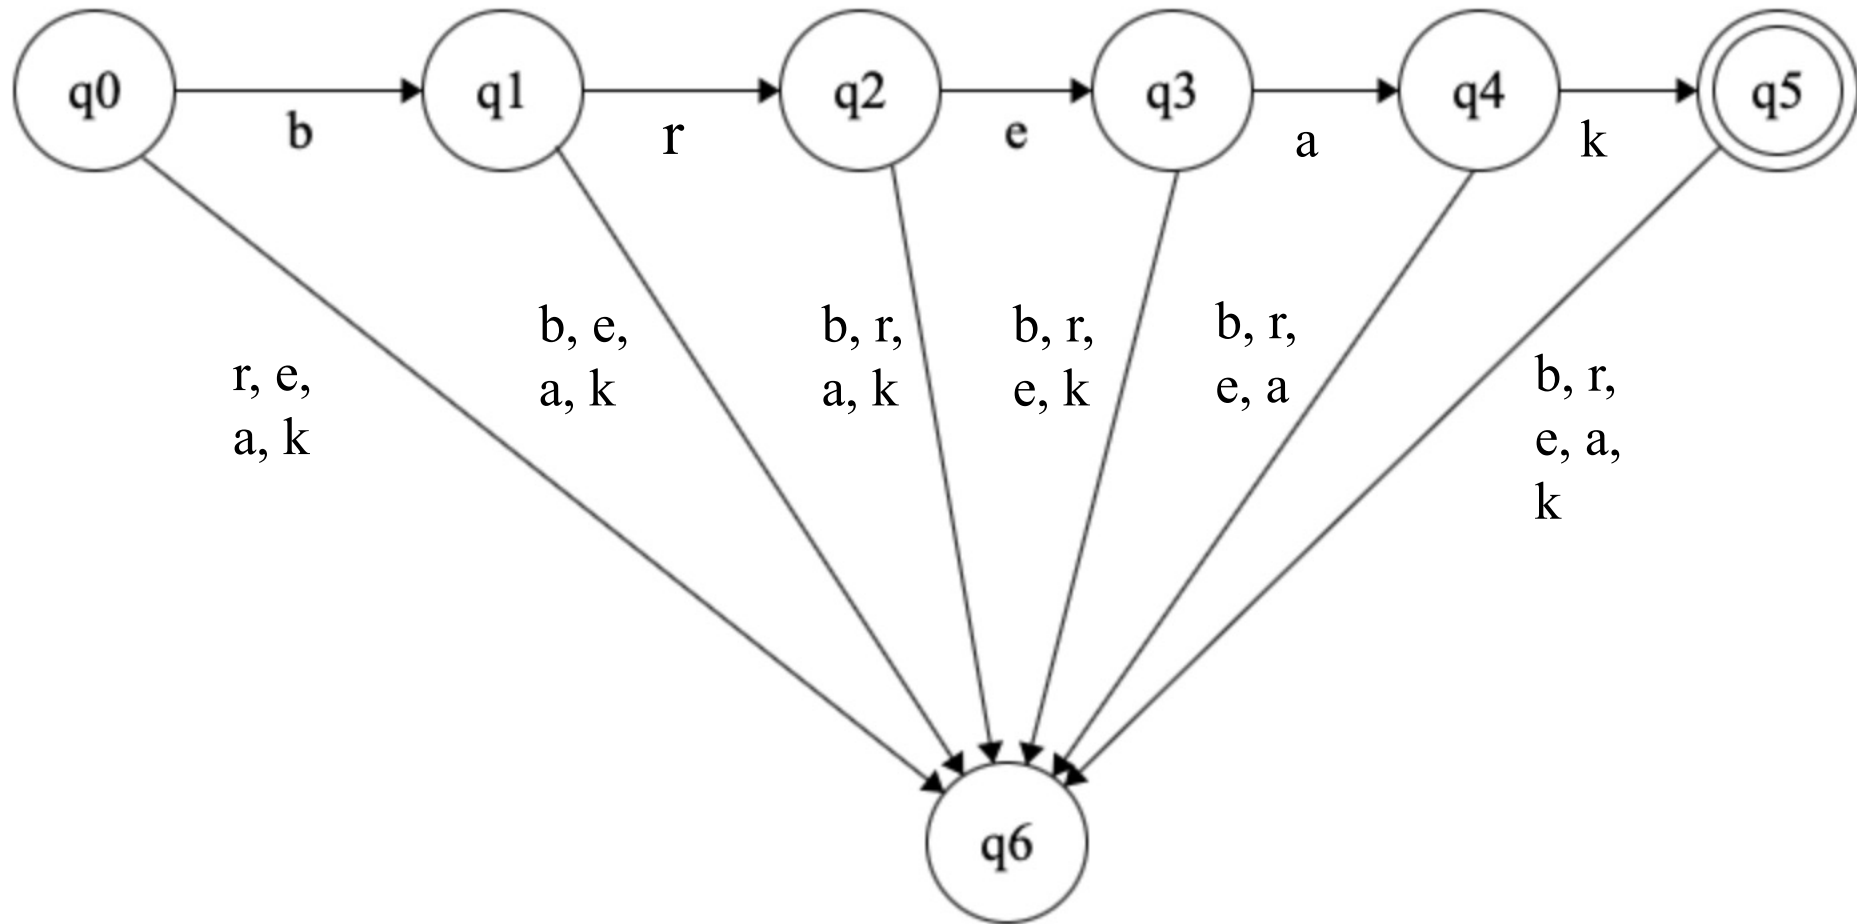 q0
q1
q2
q3
q4
q5
b
r
e
a
k
r, e,
a, k
b, e,
a, k
b, r,
a, k
b, r,
e, k
b, r,
e, a
b, r,
e, a,
k
q6